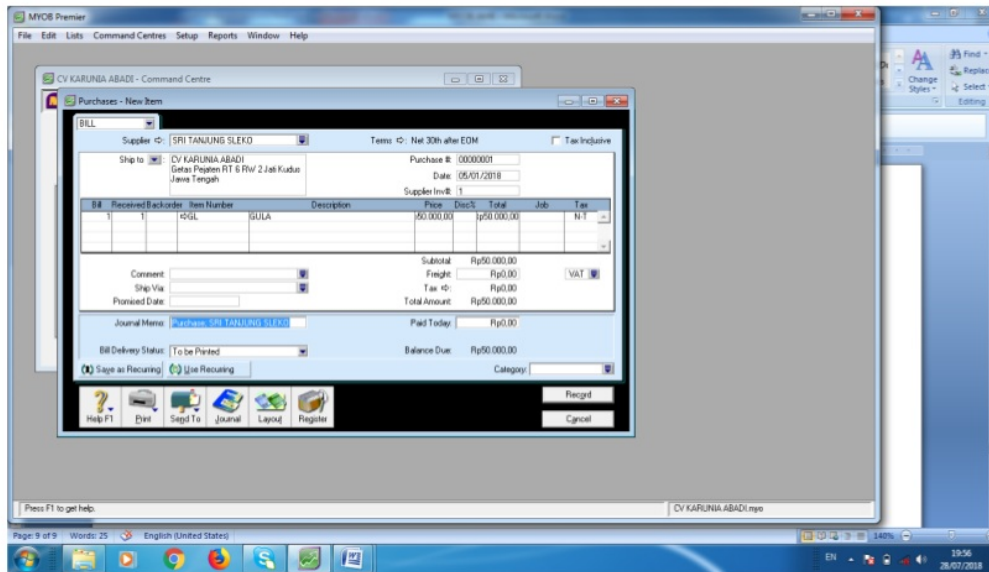 MYOB Premier
File Edit Lists Command Centres Setup Reports Window Help
CV KARUNIA ABADI - Command Centre
Purchases - New Item
BILL
Supplier SRI TANJUNG SLEKO Terms Net 30th after EOM Tax Inclusive
Ship to : CV KARUNIA ABADI Purchase #: 00000001
Getas Pejaten RT 6 RW 2 Jati Kudus Date: 05/01/2018
Jawa Tengah
Supplier Inv#: 1
Bill Received Backorder Item Number Description Price Disc% Total Job Tax
1 1 GL GULA 50.000,00 p50.000,00 N-T
Subtotal: Rp50.000,00
Comment: Freight: Rp0,00 VAT
Ship Via: Tax : Rp0,00
Promised Date: Total Amount: Rp50.000,00
Journal Memo: Purchase; SRI TANJUNG SLEKO Paid Today: Rp0,00
Bill Delivery Status: To be Printed Balance Due: Rp50.000,00
Save as Recurring Use Recurring Category:
Help F1 Print Send To Journal Layout Register
Record
Cancel
Press F1 to get help.
CV KARUNIA ABADI.myo
Find
Replac
Select
Change
Styles
Editing
Page: 9 of 9 Words: 25 English (United States) 140%
EN 19:56
28/07/2018